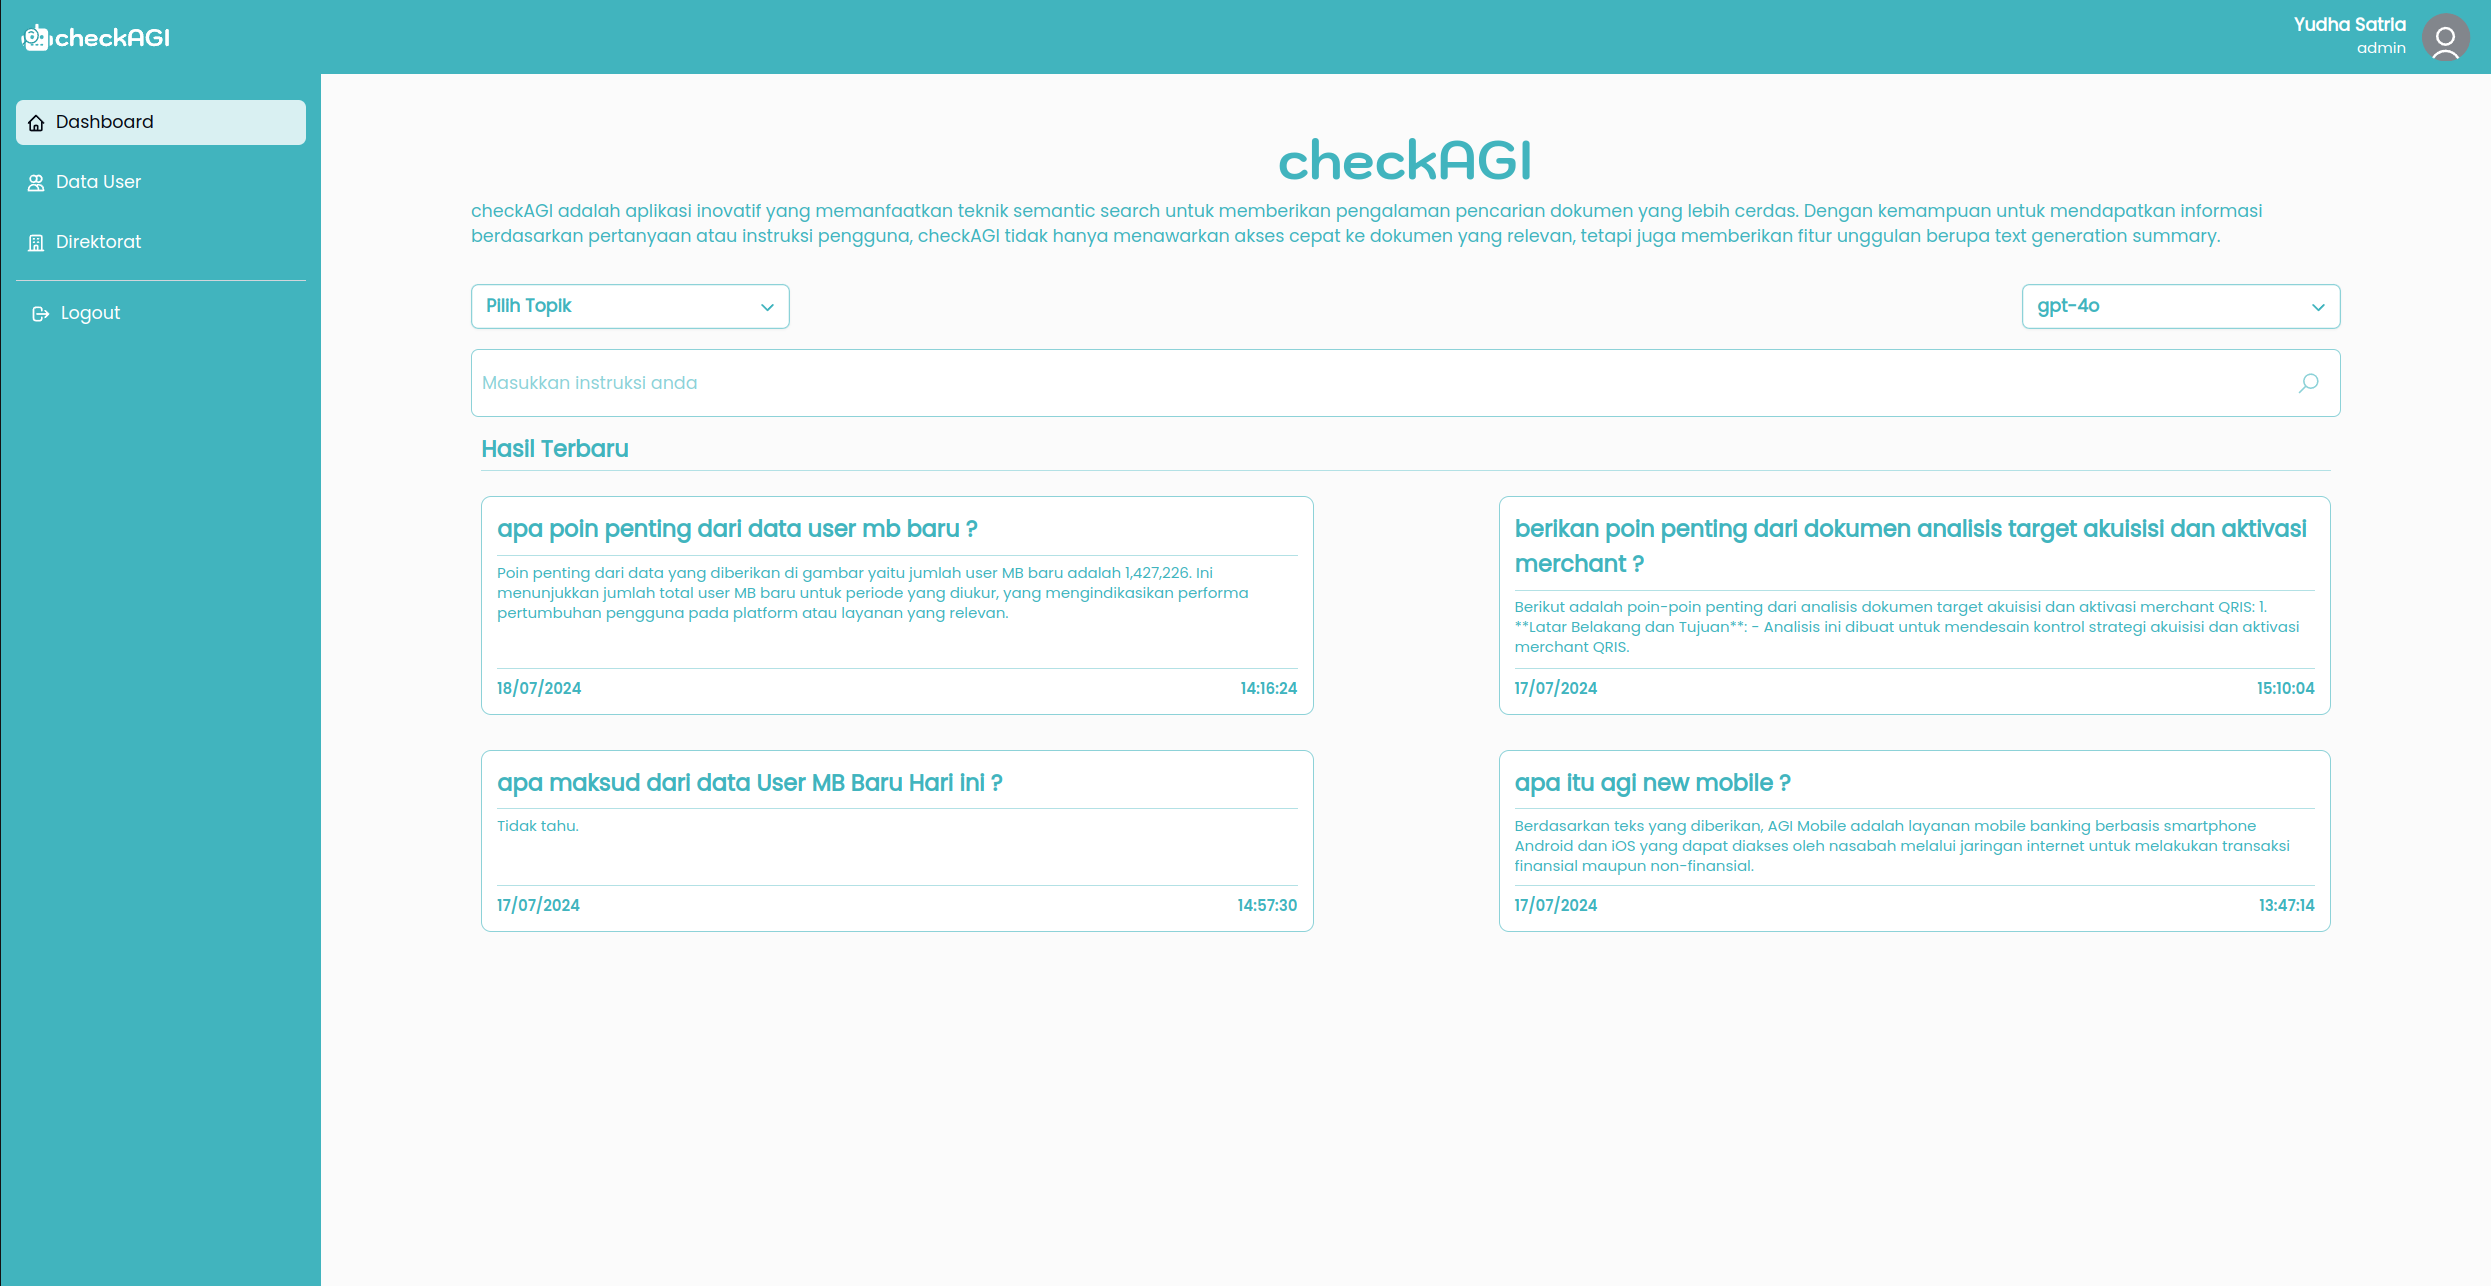 checkAGI
Yudha Satria
admin
Dashboard
Data User
Direktorat
Logout
checkAGI
checkAGI adalah aplikasi inovatif yang memanfaatkan teknik semantic search untuk memberikan pengalaman pencarian dokumen yang lebih cerdas. Dengan kemampuan untuk mendapatkan informasi
berdasarkan pertanyaan atau instruksi pengguna, checkAGI tidak hanya menawarkan akses cepat ke dokumen yang relevan, tetapi juga memberikan fitur unggulan berupa text generation summary.
Pilih Topik
gpt-4o
Masukkan instruksi anda
Hasil Terbaru
apa poin penting dari data user mb baru ?
Poin penting dari data yang diberikan di gambar yaitu jumlah user MB baru adalah 1,427,226. Ini
menunjukkan jumlah total user MB baru untuk periode yang diukur, yang mengindikasikan performa
pertumbuhan pengguna pada platform atau layanan yang relevan.
18/07/2024
14:16:24
berikan poin penting dari dokumen analisis target akuisisi dan aktivasi
merchant ?
Berikut adalah poin-poin penting dari analisis dokumen target akuisisi dan aktivasi merchant QRIS: 1.
**Latar Belakang dan Tujuan**: - Analisis ini dibuat untuk mendesain kontrol strategi akuisisi dan aktivasi
merchant QRIS.
17/07/2024
15:10:04
apa maksud dari data User MB Baru Hari ini ?
Tidak tahu.
17/07/2024
14:57:30
apa itu agi new mobile ?
Berdasarkan teks yang diberikan, AGI Mobile adalah layanan mobile banking berbasis smartphone
Android dan iOS yang dapat diakses oleh nasabah melalui jaringan internet untuk melakukan transaksi
finansial maupun non-finansial.
17/07/2024
13:47:14